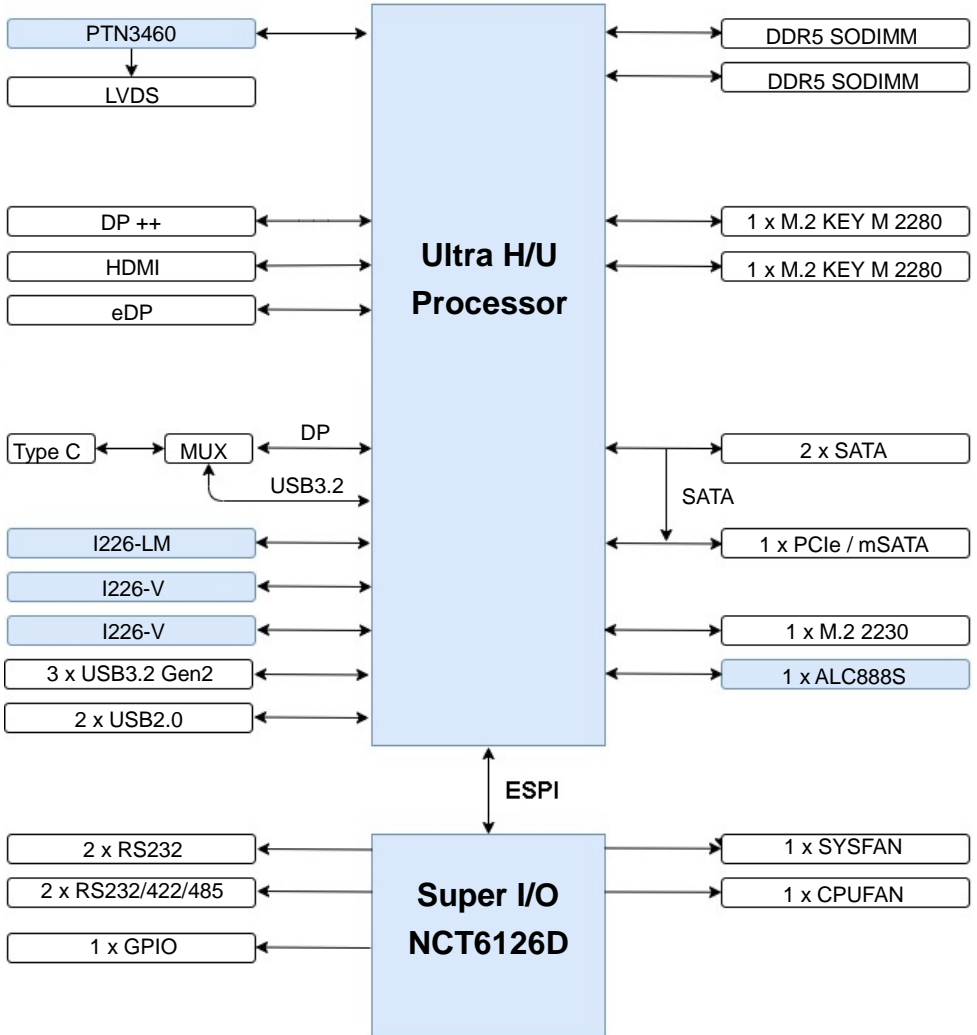 PTN3460
LVDS
DP ++
HDMI
eDP
Type C
MUX
DP
USB3.2
I226-LM
I226-V
I226-V
3 x USB3.2 Gen2
2 x USB2.0
Ultra H/U
Processor
DDR5 SODIMM
DDR5 SODIMM
1 x M.2 KEY M 2280
1 x M.2 KEY M 2280
2 x SATA
SATA
1 x PCIe / mSATA
1 x M.2 2230
1 x ALC888S
ESPI
2 x RS232
2 x RS232/422/485
1 x GPIO
Super I/O
NCT6126D
1 x SYSFAN
1 x CPUFAN